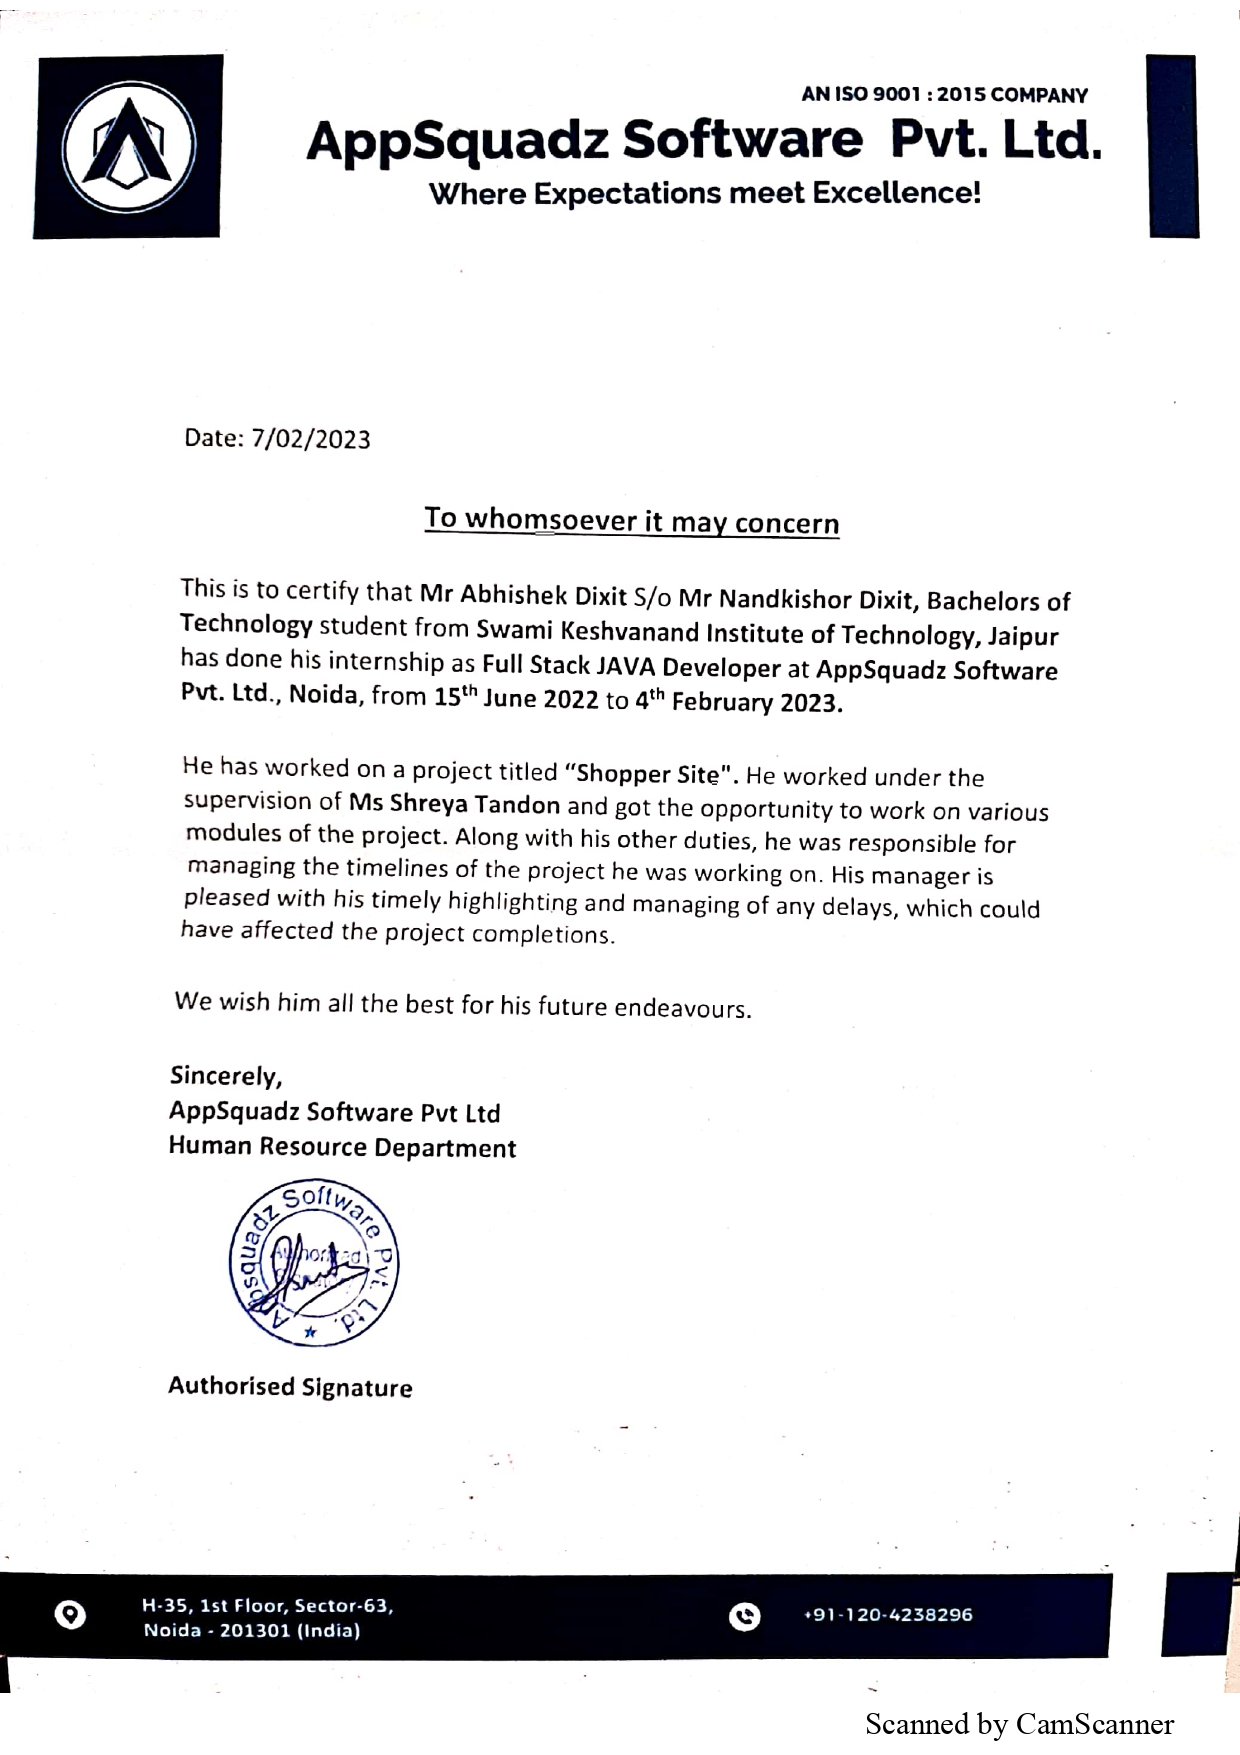 AN ISO 9001 : 2015 COMPANY
AppSquadz Software Pvt. Ltd.
Where Expectations meet Excellence!
Date: 7/02/2023
To whomsoever it may concern
This is to certify that Mr Abhishek Dixit S/o Mr Nandkishor Dixit, Bachelors of
Technology student from Swami Keshvanand Institute of Technology, Jaipur
has done his internship as Full Stack JAVA Developer at AppSquadz Software
Pvt. Ltd., Noida, from 15th June 2022 to 4th February 2023.
He has worked on a project titled “Shopper Site". He worked under the
supervision of Ms Shreya Tandon and got the opportunity to work on various
modules of the project. Along with his other duties, he was responsible for
managing the timelines of the project he was working on. His manager is
pleased with his timely highlighting and managing of any delays, which could
have affected the project completions.
We wish him all the best for his future endeavours.
Sincerely,
AppSquadz Software Pvt Ltd
Human Resource Department
Appsquadz Software Pvt. Ltd.
Authorised Signature
H-35, 1st Floor, Sector-63,
Noida - 201301 (India)
+91-120-4238296
Scanned by CamScanner